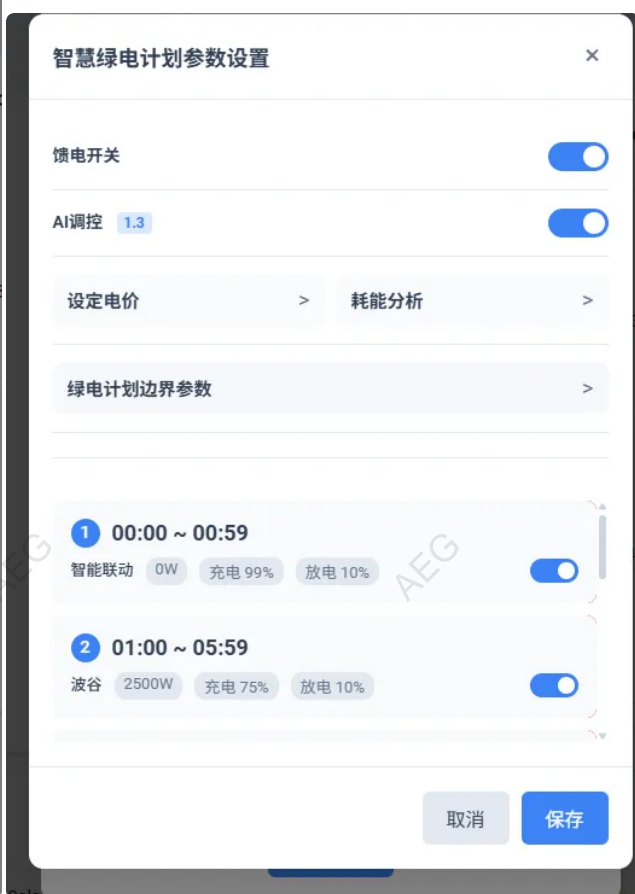 智慧绿电计划参数设置 ×
馈电开关
AI调控 1.3
设定电价 > 耗能分析 >
绿电计划边界参数 >
1 00:00 ~ 00:59
智能联动 0W 充电 99% 放电 10%
2 01:00 ~ 05:59
波谷 2500W 充电 75% 放电 10%
AEG
AEG
取消 保存